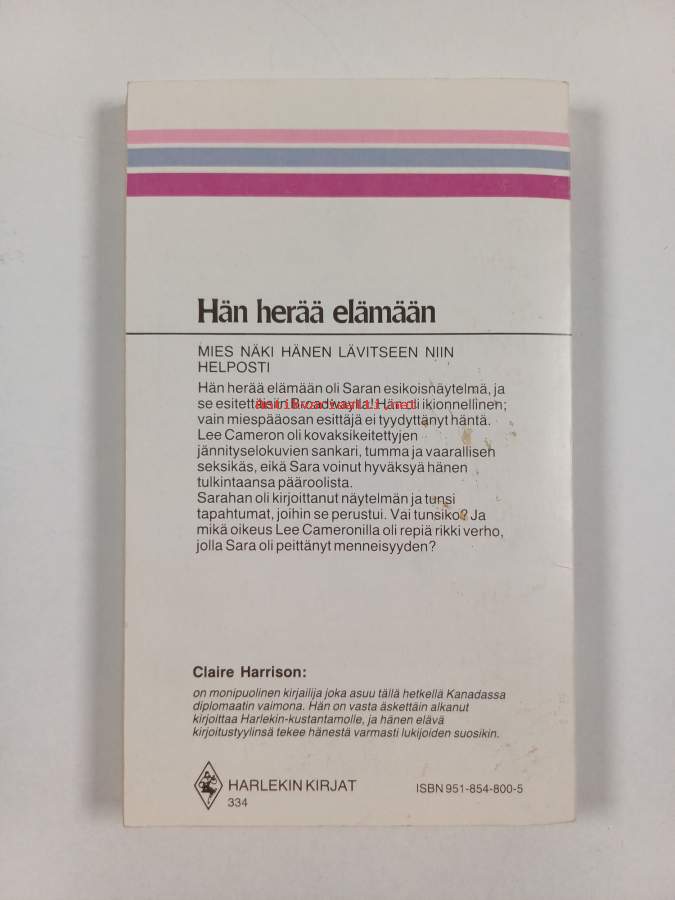 Hän herää elämään
MIES NÄKI HÄNEN LÄVITSEEN NIIN
HELPOSTI
Hän herää elämään oli Saran esikoisnäytelmä, ja
se esitettäisiin Broadwaylla! Hän oli ikionnellinen;
vain miespääosan esittäjä ei tyydyttänyt häntä.
Lee Cameron oli kovaksikeitettyjen
jännityselokuvien sankari, tumma ja vaarallisen
seksikäs, eikä Sara voinut hyväksyä hänen
tulkintaansa pääroolista.
Sarahan oli kirjoittanut näytelmän ja tunsi
tapahtumat, joihin se perustui. Vai tunsiko? Ja
mikä oikeus Lee Cameronilla oli repiä rikki verho,
jolla Sara oli peittänyt menneisyyden?
Claire Harrison:
on monipuolinen kirjailija joka asuu tällä hetkellä Kanadassa
diplomaatin vaimona. Hän on vasta äskettäin alkanut
kirjoittaa Harlekin-kustantamolle, ja hänen elävä
kirjoitustyylinsä tekee hänestä varmasti lukijoiden suosikin.
HARLEKIN KIRJAT
334
ISBN 951-854-800-5